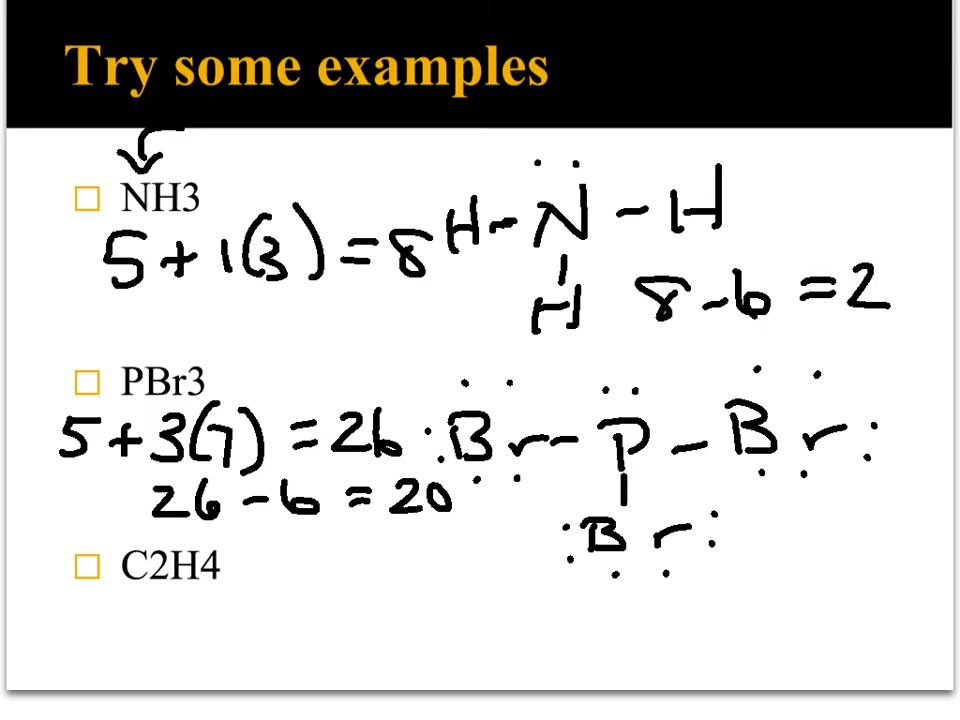 Try some examples
NH3
5 + 1(3) = 8
H - N - H
H
8 - 6 = 2
PBr3
5 + 3(7) = 26
Br - P - Br
26 - 6 = 20
Br
C2H4